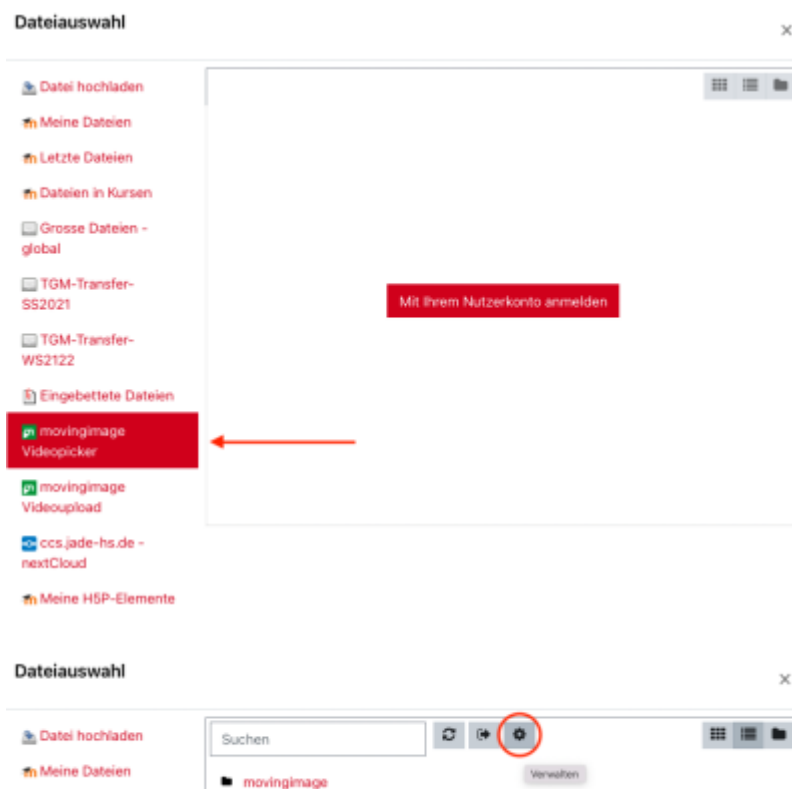 Dateiauswahl
×
Datei hochladen
Meine Dateien
Letzte Dateien
Dateien in Kursen
Grosse Dateien –
global
TGM-Transfer-
SS2021
TGM-Transfer-
WS2122
Eingebettete Dateien
movingimage
Videopicker
movingimage
Videoupload
ccs.jade-hs.de –
nextCloud
Meine H5P-Elemente
Mit Ihrem Nutzerkonto anmelden
Dateiauswahl
×
Datei hochladen
Meine Dateien
Suchen
Verwalten
movingimage